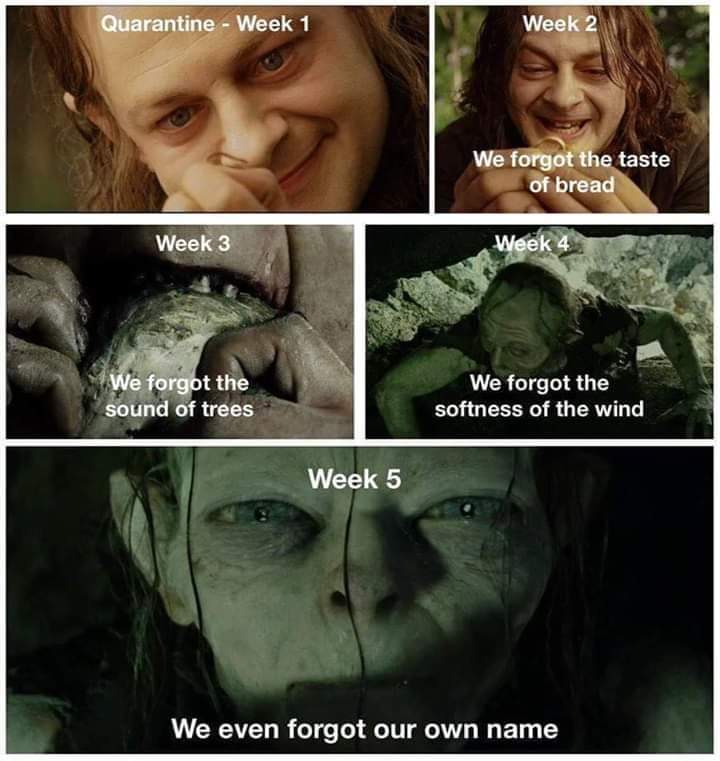 Quarantine - Week 1
Week 2
We forgot the taste
of bread
Week 3
We forgot the
sound of trees
Week 4
We forgot the
softness of the wind
Week 5
We even forgot our own name